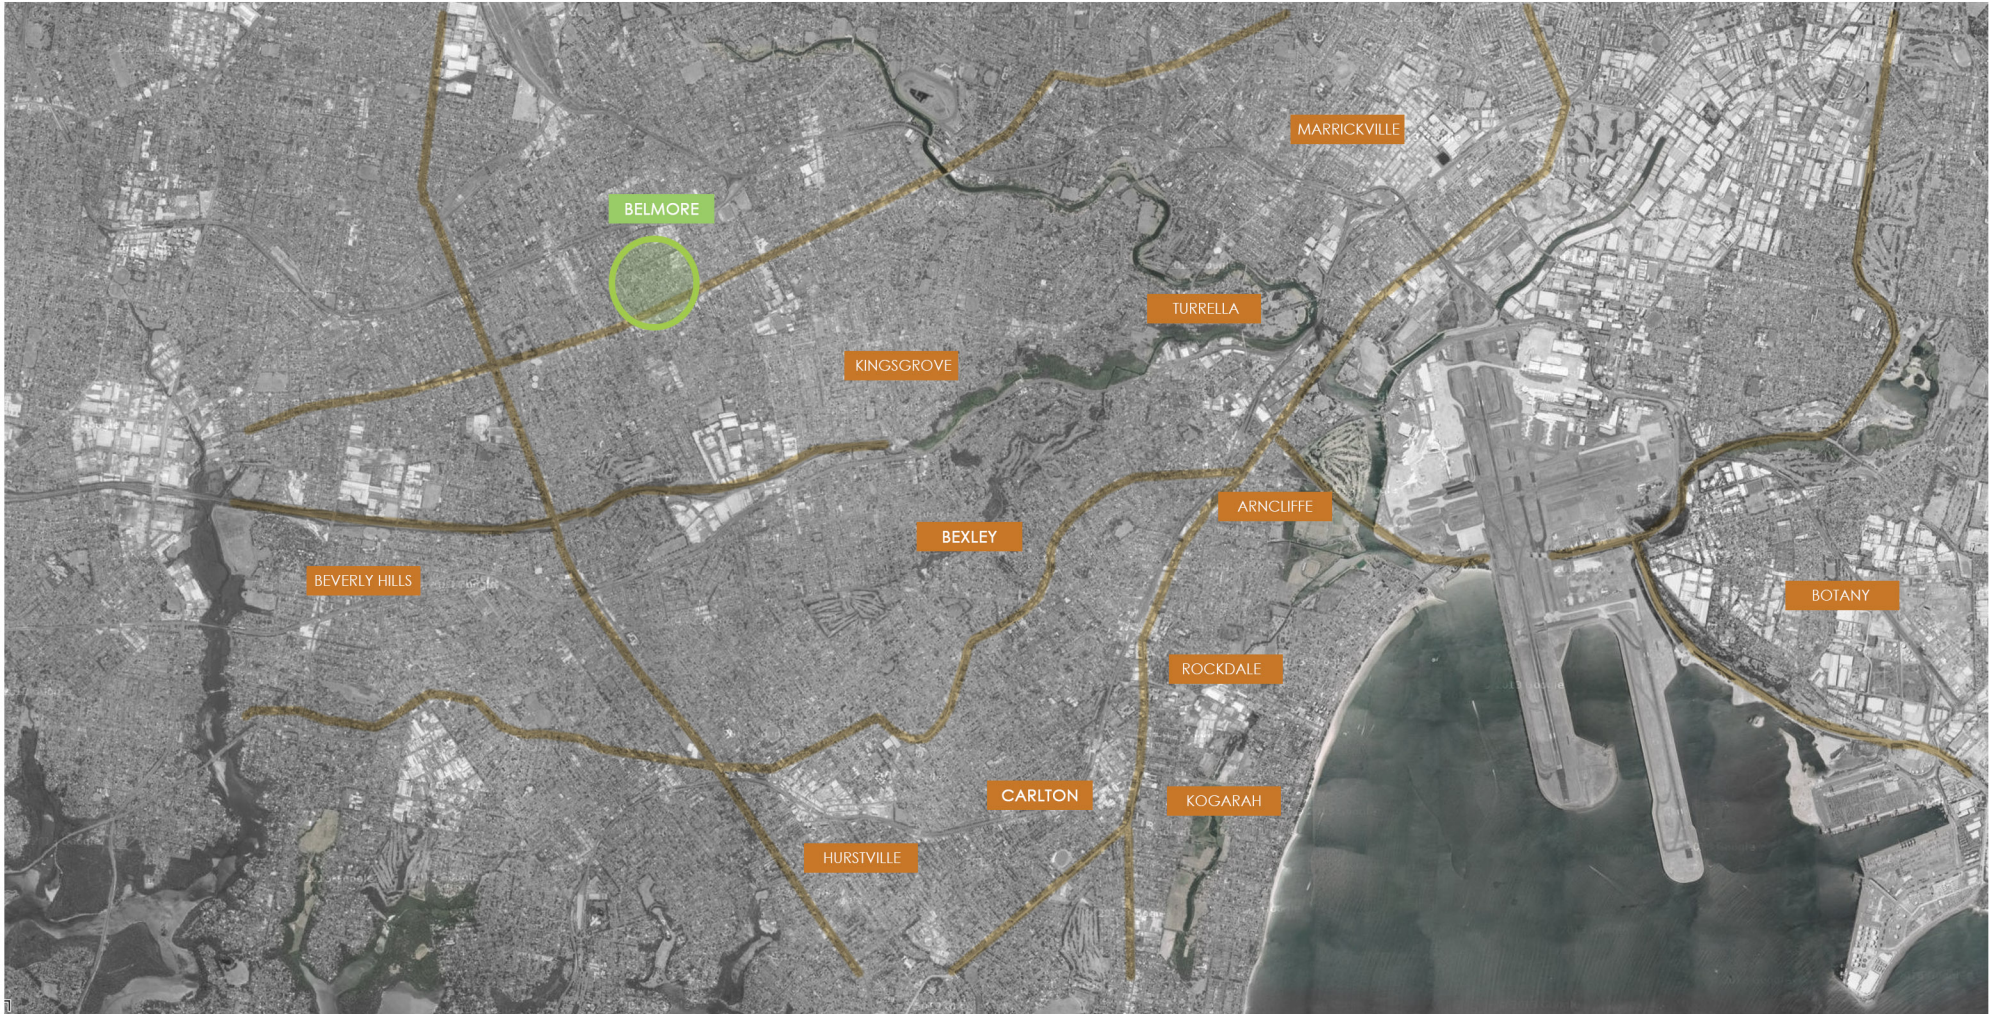 MARRICKVILLE
BELMORE
TURRELLA
KINGSGROVE
ARNCLIFFE
BEXLEY
BEVERLY HILLS
BOTANY
ROCKDALE
CARLTON
KOGARAH
HURSTVILLE